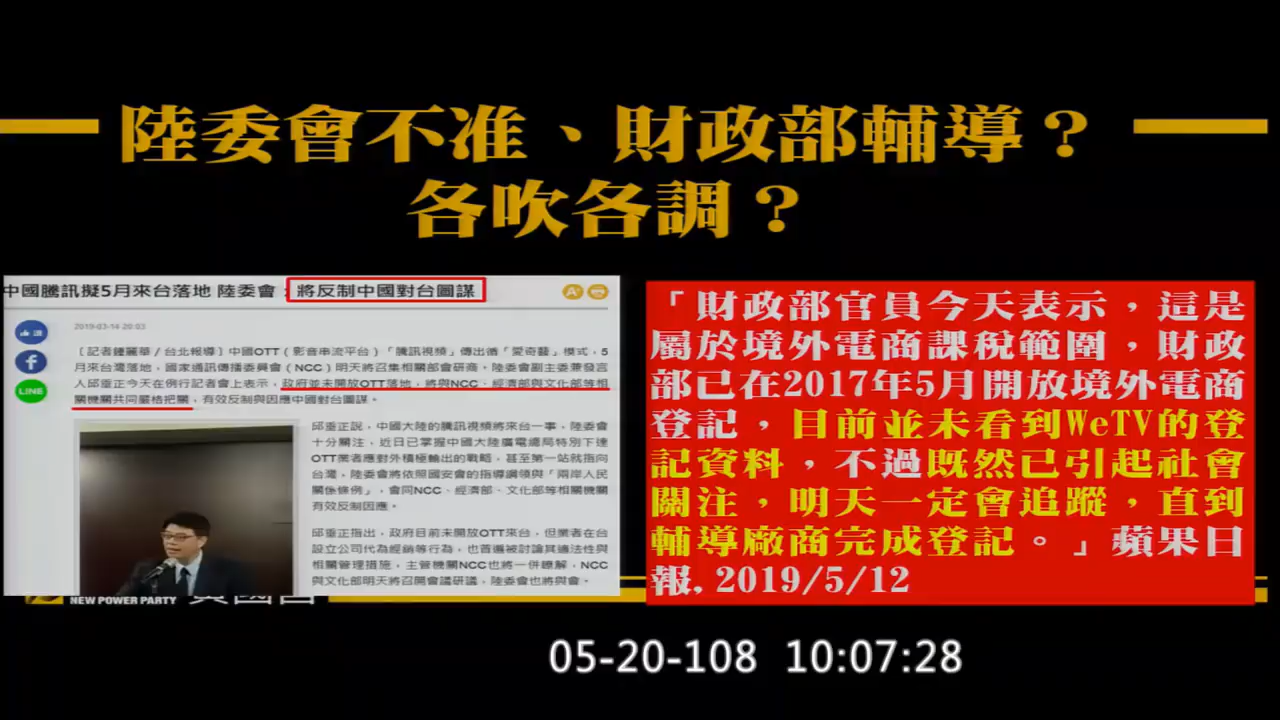 陸委會不准、財政部輔導？
各吹各調？
中國騰訊擬5月來台落地 陸委會：將反制中國對台圖謀
2019-03-14 20:03
〔記者鍾麗華／台北報導〕中國OTT（影音串流平台）「騰訊視頻」傳出循「愛奇藝」模式，5
月來台灣落地，國家通訊傳播委員會（NCC）明天將召集相關部會研商。陸委會副主委兼發言
人邱垂正今天在例行記者會上表示，政府並未開放OTT落地，將與NCC、經濟部與文化部等相
關機關共同嚴格把關，有效反制與因應中國對台圖謀。
LINE
邱垂正說，中國大陸的騰訊視頻將來台一事，陸委會
十分關注，近日已掌握中國大陸廣電總局特別下達
OTT業者應對外積極輸出的戰略，甚至第一站就指向
台灣，陸委會將依照國安會的指導綱領與「兩岸人民
關係條例」，會同NCC、經濟部、文化部等相關機關
有效反制因應。
邱垂正指出，政府目前未開放OTT來台，但業者在台
設立公司代為經銷等行為，也曾被討論其違法性與
相關管理措施，主管機關NCC也將一併瞭解，NCC
與文化部明天將召開會議研議，陸委會也將與會。
「財政部官員今天表示，這是
屬於境外電商課稅範圍，財政
部已在2017年5月開放境外電商
登記，目前並未看到WeTV的登
記資料，不過既然已引起社會
關注，明天一定會追蹤，直到
輔導廠商完成登記。」蘋果日
報, 2019/5/12
NEW POWER PARTY
05-20-108 10:07:28